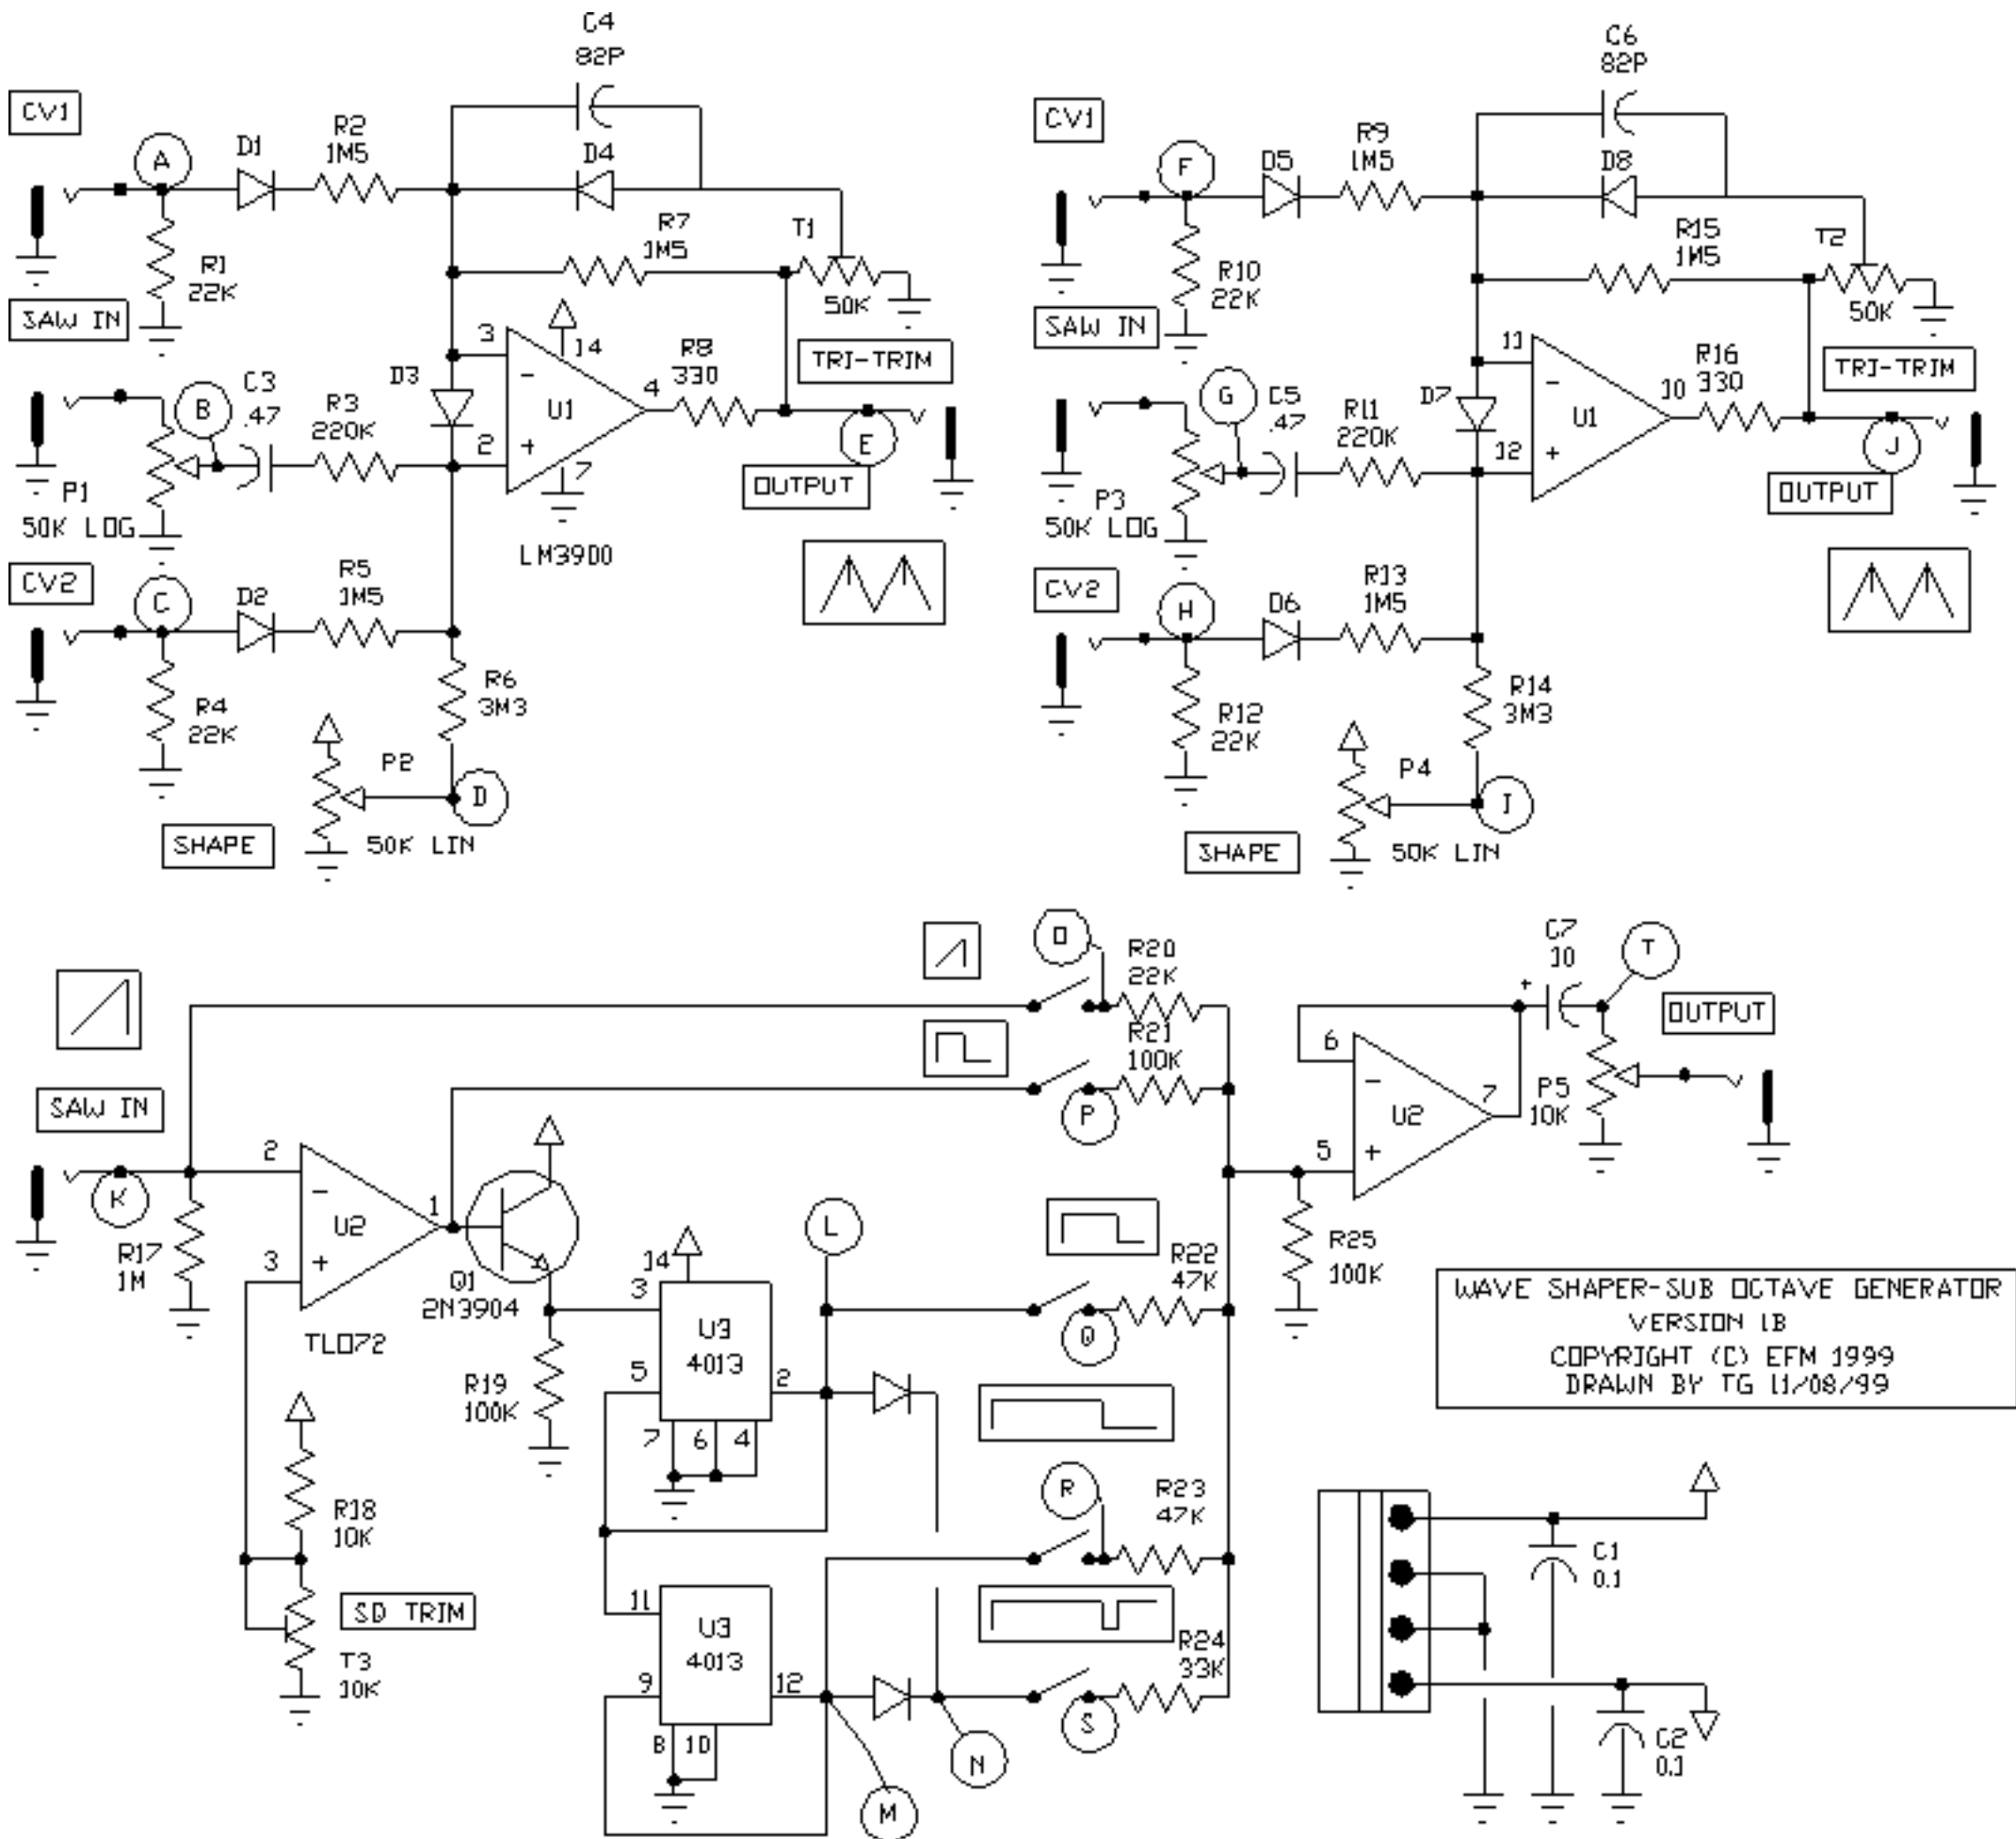 C4
82P
CV1
A
D1
R2
1M5
D4
R7
1M5
T1
50K
R1
22K
SAW IN
3
14
-
D3
U1
4
R8
330
TRI-TRIM
B
C3
.47
R3
220K
2
+
7
E
OUTPUT
P1
50K LOG
LM3900
CV2
C
D2
R5
1M5
R4
22K
R6
3M3
P2
D
SHAPE
50K LIN
C6
82P
CV1
F
D5
R9
1M5
D8
R15
1M5
T2
50K
R10
22K
SAW IN
11
-
D7
U1
10
R16
330
TRI-TRIM
G
C5
.47
R11
220K
12
+
J
OUTPUT
P3
50K LOG
CV2
H
D6
R13
1M5
R12
22K
R14
3M3
P4
I
SHAPE
50K LIN
O
R20
22K
R21
100K
P
C7
10
+
T
OUTPUT
6
-
U2
7
5
+
P5
10K
SAW IN
K
R17
1M
2
-
U2
1
3
+
TL072
Q1
2N3904
R19
100K
14
3
U3
4013
5
2
7
6
4
L
R22
47K
Q
R25
100K
WAVE SHAPER-SUB OCTAVE GENERATOR
VERSION 1B
COPYRIGHT (C) EFM 1999
DRAWN BY TG 11/08/99
R18
10K
SD TRIM
T3
10K
R
R23
47K
11
U3
4013
9
12
8
10
R24
33K
S
N
M
C1
0.1
C2
0.1